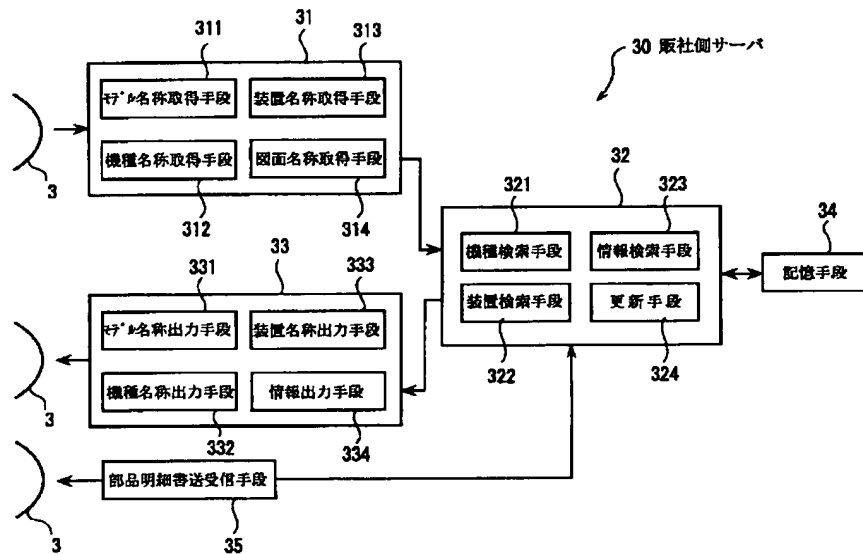 311
31
313
30 販社側サーバ
モデル名称取得手段
装置名称取得手段
機種名称取得手段
図面名称取得手段
3
312
314
321
32
323
34
機種検索手段
情報検索手段
記憶手段
装置検索手段
更新手段
322
324
331
33
333
モデル名称出力手段
装置名称出力手段
機種名称出力手段
情報出力手段
3
332
334
部品明細書送受信手段
3
35